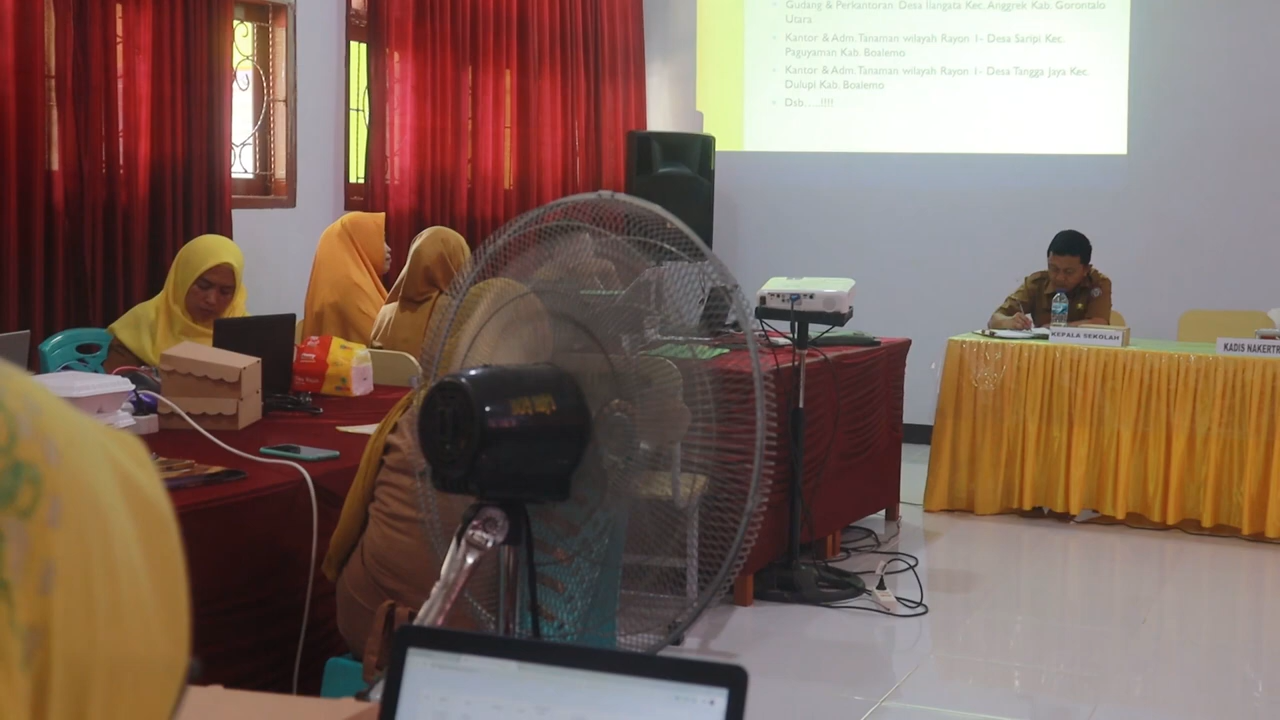 Gudang & Perkantoran Desa Ilangata Kec. Anggrek Kab. Gorontalo
Utara
Kantor & Adm. Tanaman wilayah Rayon 1- Desa Saripi Kec.
Paguyaman Kab. Boalemo
Kantor & Adm. Tanaman wilayah Rayon 1- Desa Tangga Jaya Kec.
Dulupi Kab. Boalemo
Dsb.....!!!!
KEPALA SEKOLAH
KADIS NAKERTR